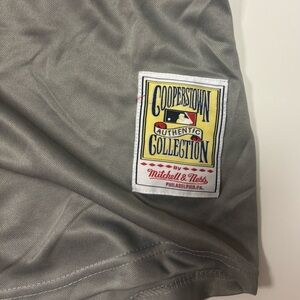 COOPERSTOWN
AUTHENTIC
COLLECTION
BY
Mitchell & Ness
PHILADELPHIA, PA.